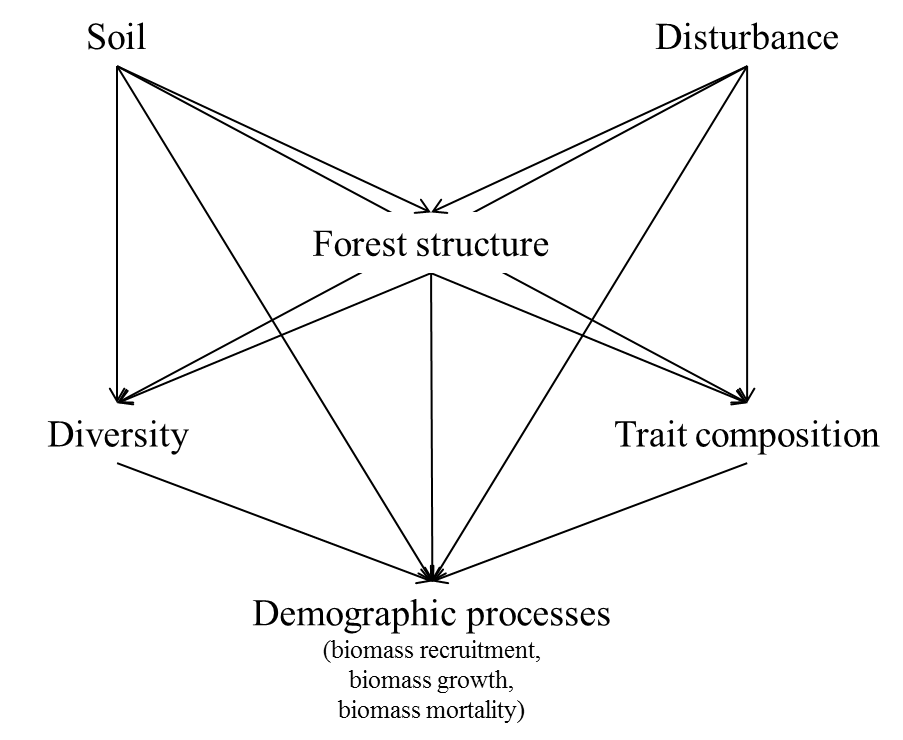 Soil
Disturbance
Forest structure
Diversity
Trait composition
Demographic processes
(biomass recruitment,
biomass growth,
biomass mortality)